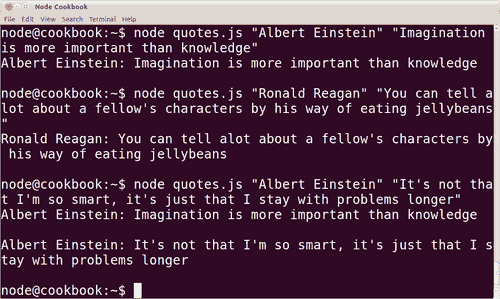 Node Cookbook
File Edit View Search Terminal Help
node@cookbook:~$ node quotes.js "Albert Einstein" "Imagination
is more important than knowledge"
Albert Einstein: Imagination is more important than knowledge
node@cookbook:~$ node quotes.js "Ronald Reagan" "You can tell a
lot about a fellow's characters by his way of eating jellybeans
"
Ronald Reagan: You can tell alot about a fellow's characters by
his way of eating jellybeans
node@cookbook:~$ node quotes.js "Albert Einstein" "It's not tha
t I'm so smart, it's just that I stay with problems longer"
Albert Einstein: Imagination is more important than knowledge
Albert Einstein: It's not that I'm so smart, it's just that I s
tay with problems longer
node@cookbook:~$